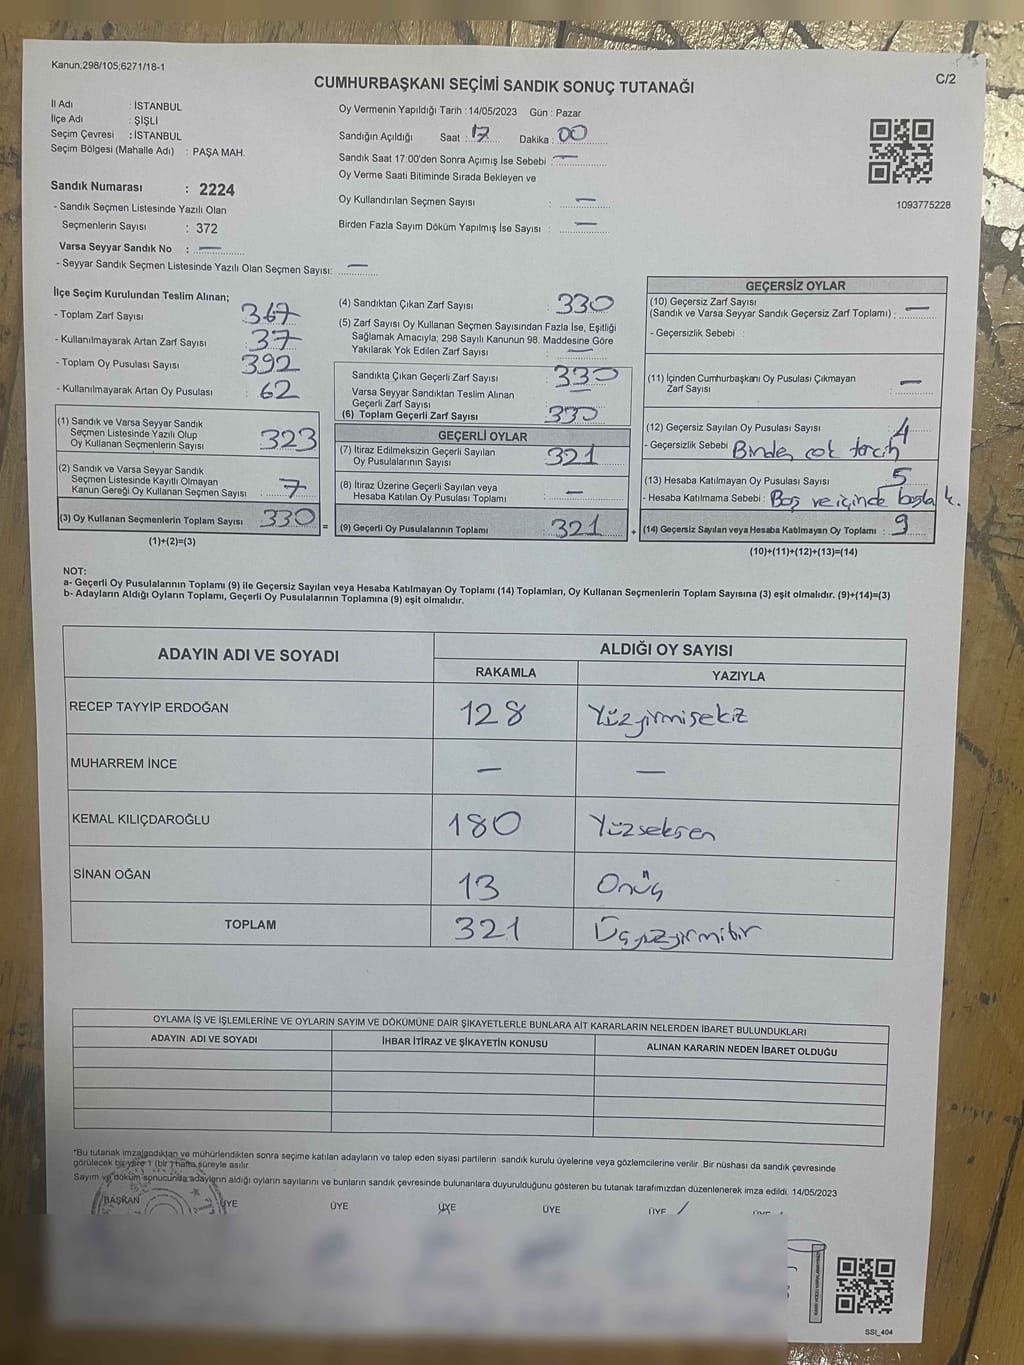 Kanun;298/105;6271/18-1
C/2
CUMHURBAŞKANI SEÇİMİ SANDIK SONUÇ TUTANAĞI
İl Adı : İSTANBUL
İlçe Adı : ŞİŞLİ
Seçim Çevresi : İSTANBUL
Seçim Bölgesi (Mahalle Adı) : PAŞA MAH.
Sandık Numarası : 2224
- Sandık Seçmen Listesinde Yazılı Olan
Seçmenlerin Sayısı : 372
Varsa Seyyar Sandık No : —
- Seyyar Sandık Seçmen Listesinde Yazılı Olan Seçmen Sayısı: —
Oy Vermenin Yapıldığı Tarih : 14/05/2023 Gün : Pazar
Sandığın Açıldığı Saat : 17 Dakika : 00
Sandık Saat 17:00'den Sonra Açımış İse Sebebi : —
Oy Verme Saati Bitiminde Sırada Bekleyen ve
Oy Kullandırılan Seçmen Sayısı : —
Birden Fazla Sayım Döküm Yapılmış İse Sayısı : —
1093775228
İlçe Seçim Kurulundan Teslim Alınan;
- Toplam Zarf Sayısı : 367
- Kullanılmayarak Artan Zarf Sayısı : 37
- Toplam Oy Pusulası Sayısı : 392
- Kullanılmayarak Artan Oy Pusulası : 62
(1) Sandık ve Varsa Seyyar Sandık
Seçmen Listesinde Yazılı Olup
Oy Kullanan Seçmenlerin Sayısı : 323
(2) Sandık ve Varsa Seyyar Sandık
Seçmen Listesinde Kayıtlı Olmayan
Kanun Gereği Oy Kullanan Seçmen Sayısı : 7
(3) Oy Kullanan Seçmenlerin Toplam Sayısı : 330 =
(1)+(2)=(3)
(4) Sandıktan Çıkan Zarf Sayısı : 330
(5) Zarf Sayısı Oy Kullanan Seçmen Sayısından Fazla İse, Eşitliği
Sağlamak Amacıyla; 298 Sayılı Kanunun 98. Maddesine Göre
Yakılarak Yok Edilen Zarf Sayısı : —
Sandıkta Çıkan Geçerli Zarf Sayısı : 330
Varsa Seyyar Sandıktan Teslim Alınan
Geçerli Zarf Sayısı : —
(6) Toplam Geçerli Zarf Sayısı : 330
GEÇERLİ OYLAR
(7) İtiraz Edilmeksizin Geçerli Sayılan
Oy Pusulalarının Sayısı : 321
(8) İtiraz Üzerine Geçerli Sayılan veya
Hesaba Katılan Oy Pusulası Toplamı : —
(9) Geçerli Oy Pusulalarının Toplamı : 321 +
GEÇERSİZ OYLAR
(10) Geçersiz Zarf Sayısı
(Sandık ve Varsa Seyyar Sandık Geçersiz Zarf Toplamı) : —
- Geçersizlik Sebebi :
(11) İçinden Cumhurbaşkanı Oy Pusulası Çıkmayan
Zarf Sayısı : —
(12) Geçersiz Sayılan Oy Pusulası Sayısı : 4
- Geçersizlik Sebebi : Birden çok tercih
(13) Hesaba Katılmayan Oy Pusulası Sayısı : 5
- Hesaba Katılmama Sebebi : Boş ve içinde
(14) Geçersiz Sayılan veya Hesaba Katılmayan Oy Toplamı : 9
(10)+(11)+(12)+(13)=(14)
NOT:
a- Geçerli Oy Pusulalarının Toplamı (9) ile Geçersiz Sayılan veya Hesaba Katılmayan Oy Toplamı (14) Toplamları, Oy Kullanan Seçmenlerin Toplam Sayısına (3) eşit olmalıdır. (9)+(14)=(3)
b- Adayların Aldığı Oyların Toplamı, Geçerli Oy Pusulalarının Toplamına (9) eşit olmalıdır.
ADAYIN ADI VE SOYADI
ALDIĞI OY SAYISI
RAKAMLA YAZIYLA
RECEP TAYYİP ERDOĞAN 128 Yüzyirmisekiz
MUHARREM İNCE — —
KEMAL KILIÇDAROĞLU 180 Yüzseksen
SİNAN OĞAN 13 Onüç
TOPLAM 321 Üçyüzyirmibir
OYLAMA İŞ VE İŞLEMLERİNE VE OYLARIN SAYIM VE DÖKÜMÜNE DAİR ŞİKAYETLERLE BUNLARA AİT KARARLARIN NELERDEN İBARET BULUNDUKLARI
ADAYIN ADI VE SOYADI İHBAR İTİRAZ VE ŞİKAYETİN KONUSU ALINAN KARARIN NEDEN İBARET OLDUĞU
*Bu tutanak imzalandıktan ve mühürlendikten sonra seçime katılan adayların ve talep eden siyasi partilerin sandık kurulu üyelerine veya gözlemcilerine verilir. Bir nüshası da sandık çevresinde
görülecek bir yere 1 (bir) hafta süreyle asılır.
Sayım ve döküm sonucunda adayların aldığı oyların sayılarını ve bunların sandık çevresinde bulunanlara duyurulduğunu gösteren bu tutanak tarafımızdan düzenlenerek imza edildi. 14/05/2023
BAŞKAN ÜYE ÜYE ÜYE ÜYE ÜYE
SSI_404